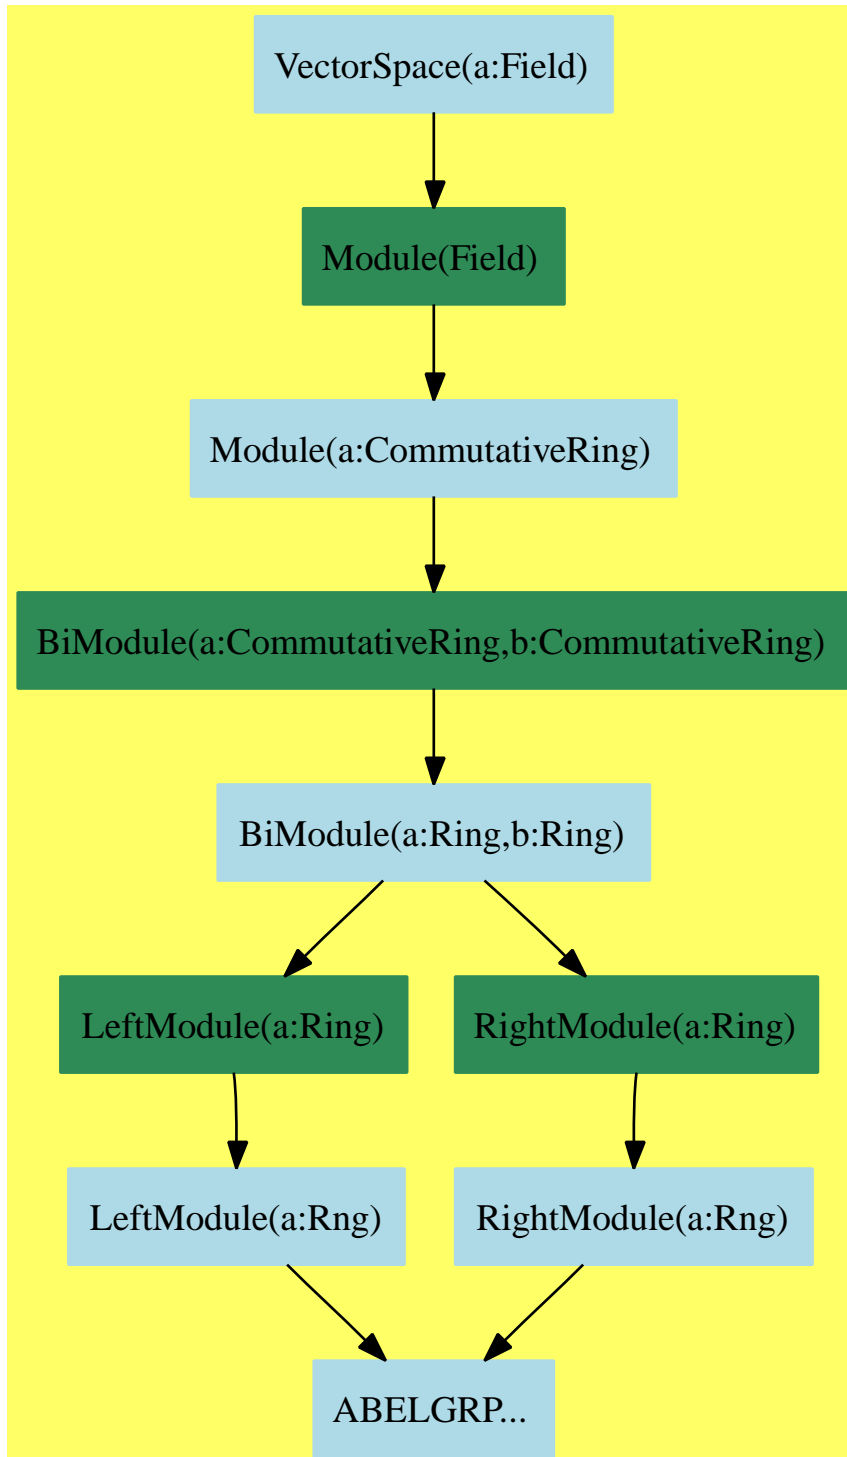 VectorSpace(a:Field)
Module(Field)
Module(a:CommutativeRing)
BiModule(a:CommutativeRing,b:CommutativeRing)
BiModule(a:Ring,b:Ring)
LeftModule(a:Ring)
RightModule(a:Ring)
LeftModule(a:Rng)
RightModule(a:Rng)
ABELGRP...